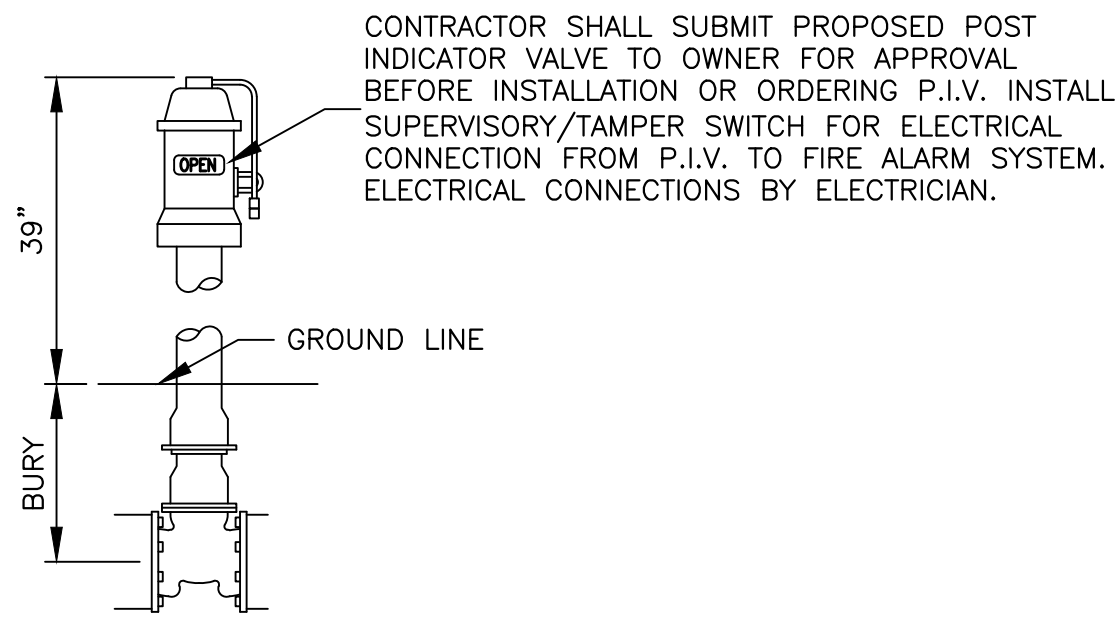 CONTRACTOR SHALL SUBMIT PROPOSED POST
INDICATOR VALVE TO OWNER FOR APPROVAL
BEFORE INSTALLATION OR ORDERING P.I.V. INSTALL
SUPERVISORY/TAMPER SWITCH FOR ELECTRICAL
CONNECTION FROM P.I.V. TO FIRE ALARM SYSTEM.
ELECTRICAL CONNECTIONS BY ELECTRICIAN.
OPEN
39”
GROUND LINE
BURY